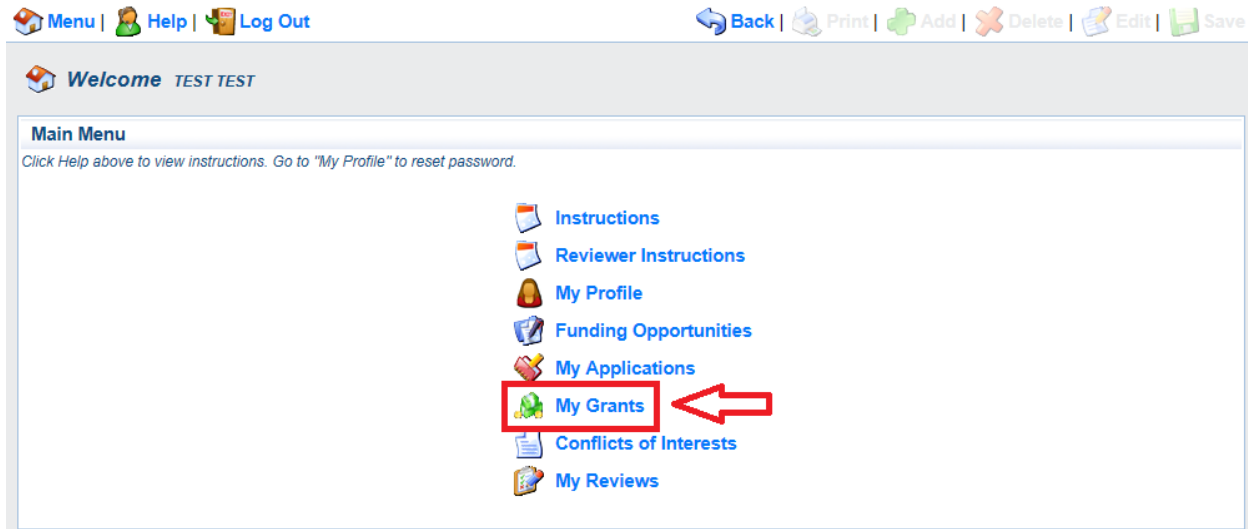 Menu | Help | Log Out Back | Print | Add | Delete | Edit | Save
Welcome TEST TEST
Main Menu
Click Help above to view instructions. Go to "My Profile" to reset password.
Instructions
Reviewer Instructions
My Profile
Funding Opportunities
My Applications
My Grants
Conflicts of Interests
My Reviews